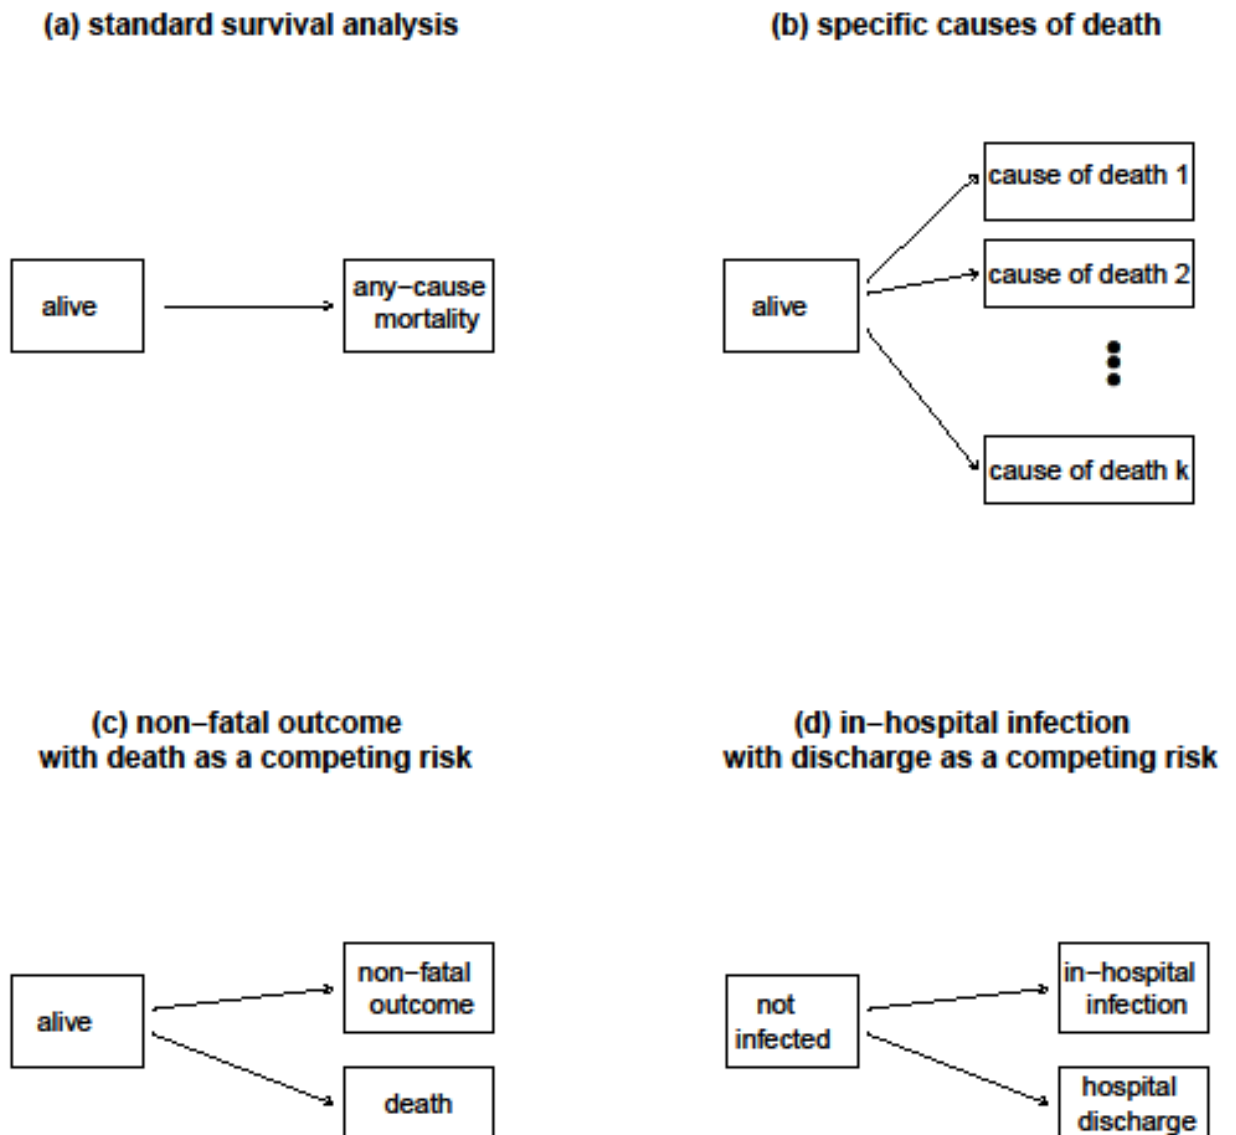 (a) standard survival analysis
alive
any−cause
mortality
(b) specific causes of death
alive
cause of death 1
cause of death 2
cause of death k
(c) non−fatal outcome
with death as a competing risk
alive
non−fatal
outcome
death
(d) in−hospital infection
with discharge as a competing risk
not
infected
in−hospital
infection
hospital
discharge